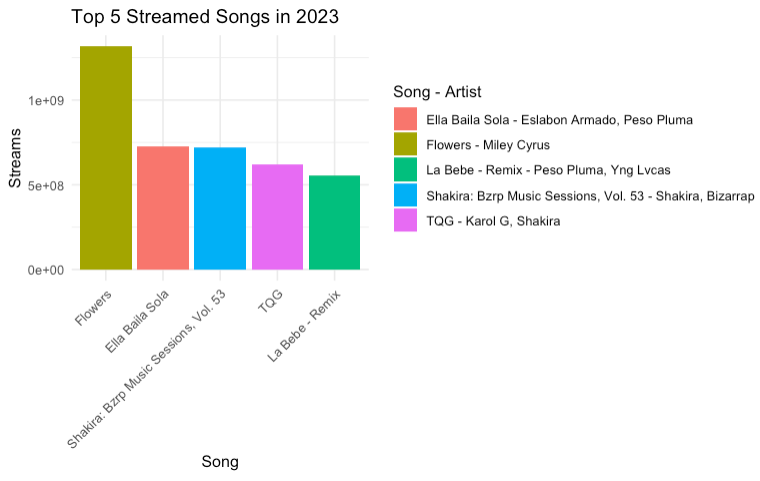 Top 5 Streamed Songs in 2023
Streams
1e+09
5e+08
0e+00
Flowers
Ella Baila Sola
Shakira: Bzrp Music Sessions, Vol. 53
TQG
La Bebe - Remix
Song
Song - Artist
Ella Baila Sola - Eslabon Armado, Peso Pluma
Flowers - Miley Cyrus
La Bebe - Remix - Peso Pluma, Yng Lvcas
Shakira: Bzrp Music Sessions, Vol. 53 - Shakira, Bizarrap
TQG - Karol G, Shakira